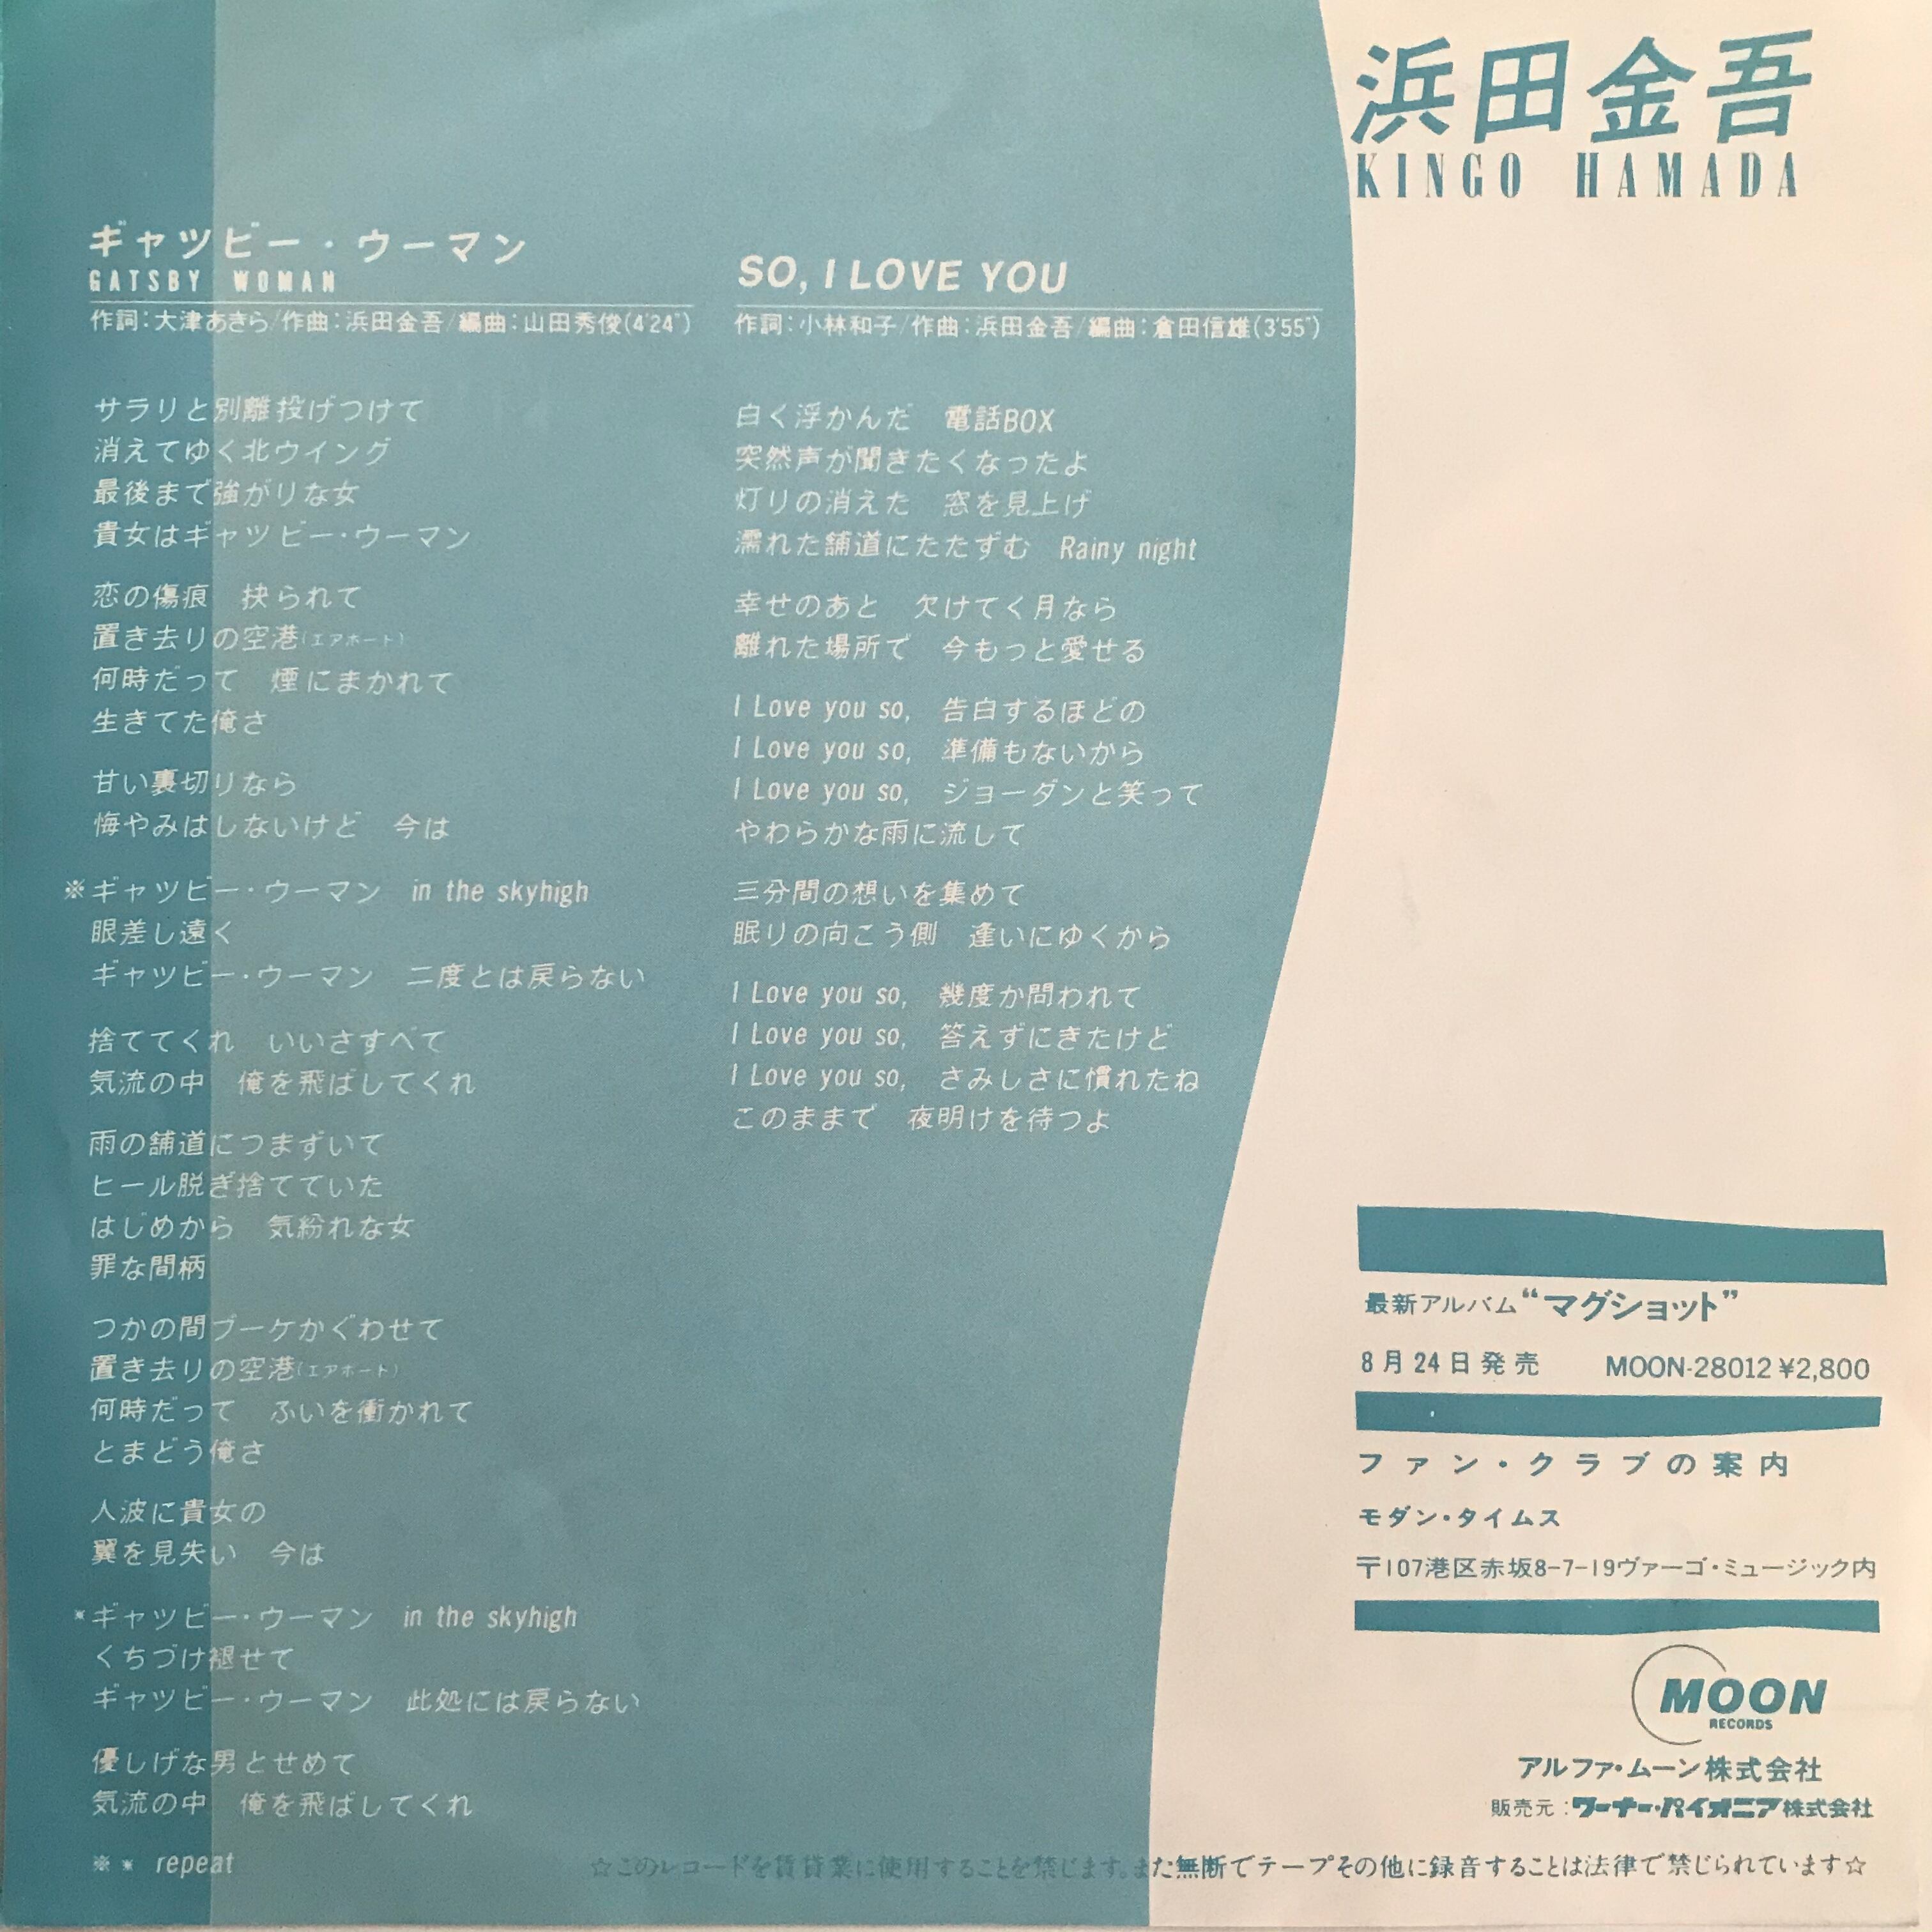 浜田金吾
KINGO HAMADA
ギャツビー・ウーマン
GATSBY WOMAN
作詞：大津あきら/作曲：浜田金吾/編曲：山田秀俊(4'24")
サラリと別離投げつけて
消えてゆく北ウイング
最後まで強がりな女
貴女はギャツビー・ウーマン
恋の傷痕　抉られて
置き去りの空港(エアポート)
何時だって　煙にまかれて
生きてた俺さ
甘い裏切りなら
悔やみはしないけど　今は
※ギャツビー・ウーマン　in the skyhigh
眼差し遠く
ギャツビー・ウーマン　二度とは戻らない
捨ててくれ　いいさすべて
気流の中　俺を飛ばしてくれ
雨の舗道につまずいて
ヒール脱ぎ捨てていた
はじめから　気紛れな女
罪な間柄
つかの間ブーケかぐわせて
置き去りの空港(エアポート)
何時だって　ふいを衝かれて
とまどう俺さ
人波に貴女の
翼を見失い　今は
＊ギャツビー・ウーマン　in the skyhigh
くちづけ褪せて
ギャツビー・ウーマン　此処には戻らない
優しげな男とせめて
気流の中　俺を飛ばしてくれ
※＊ repeat
SO, I LOVE YOU
作詞：小林和子/作曲：浜田金吾/編曲：倉田信雄(3'55")
白く浮かんだ　電話BOX
突然声が聞きたくなったよ
灯りの消えた　窓を見上げ
濡れた舗道にたたずむ　Rainy night
幸せのあと　欠けてく月なら
離れた場所で　今もっと愛せる
I Love you so,　告白するほどの
I Love you so,　準備もないから
I Love you so,　ジョーダンと笑って
やわらかな雨に流して
三分間の想いを集めて
眠りの向こう側　逢いにゆくから
I Love you so,　幾度か問われて
I Love you so,　答えずにきたけど
I Love you so,　さみしさに慣れたね
このままで　夜明けを待つよ
最新アルバム“マグショット”
8月24日発売　MOON-28012 ¥2,800
ファン・クラブの案内
モダン・タイムス
〒107港区赤坂8-7-19ヴァーゴ・ミュージック内
MOON
RECORDS
アルファ・ムーン株式会社
販売元：ワーナー・パイオニア株式会社
☆このレコードを賃貸業に使用することを禁じます。また無断でテープその他に録音することは法律で禁じられています☆